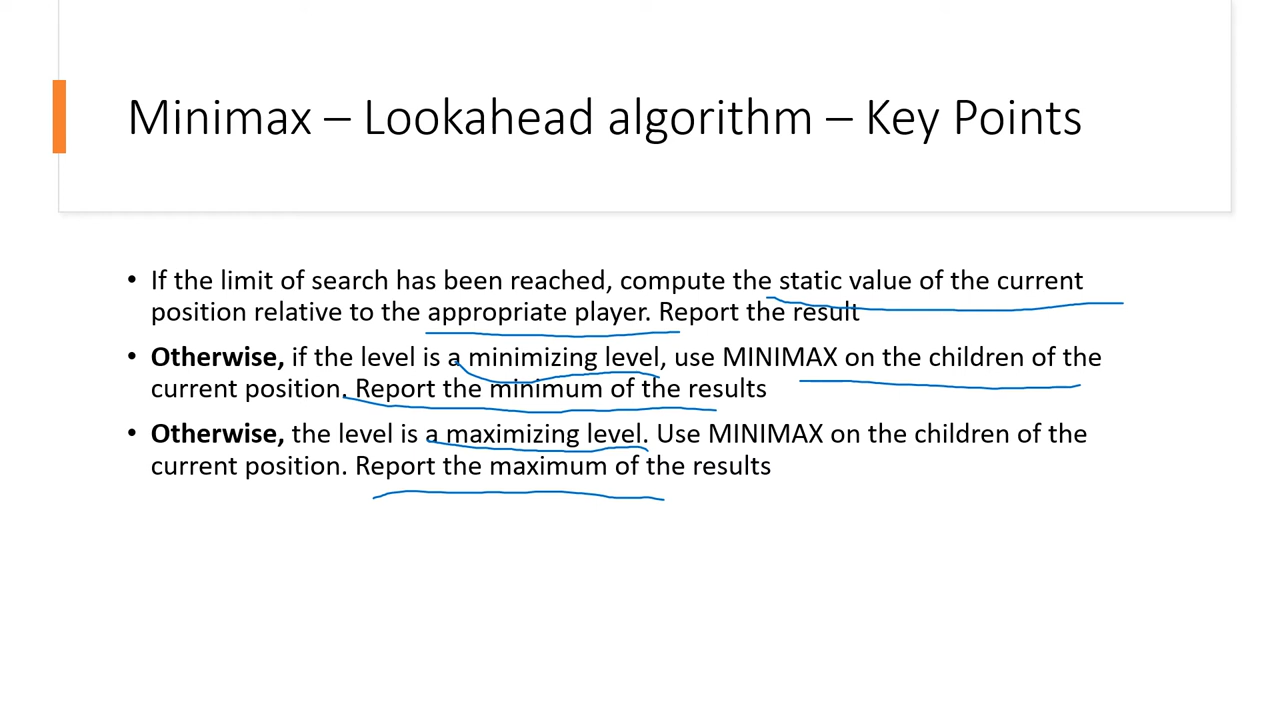 Minimax – Lookahead algorithm – Key Points
• If the limit of search has been reached, compute the static value of the current
position relative to the appropriate player. Report the result
• Otherwise, if the level is a minimizing level, use MINIMAX on the children of the
current position. Report the minimum of the results
• Otherwise, the level is a maximizing level. Use MINIMAX on the children of the
current position. Report the maximum of the results